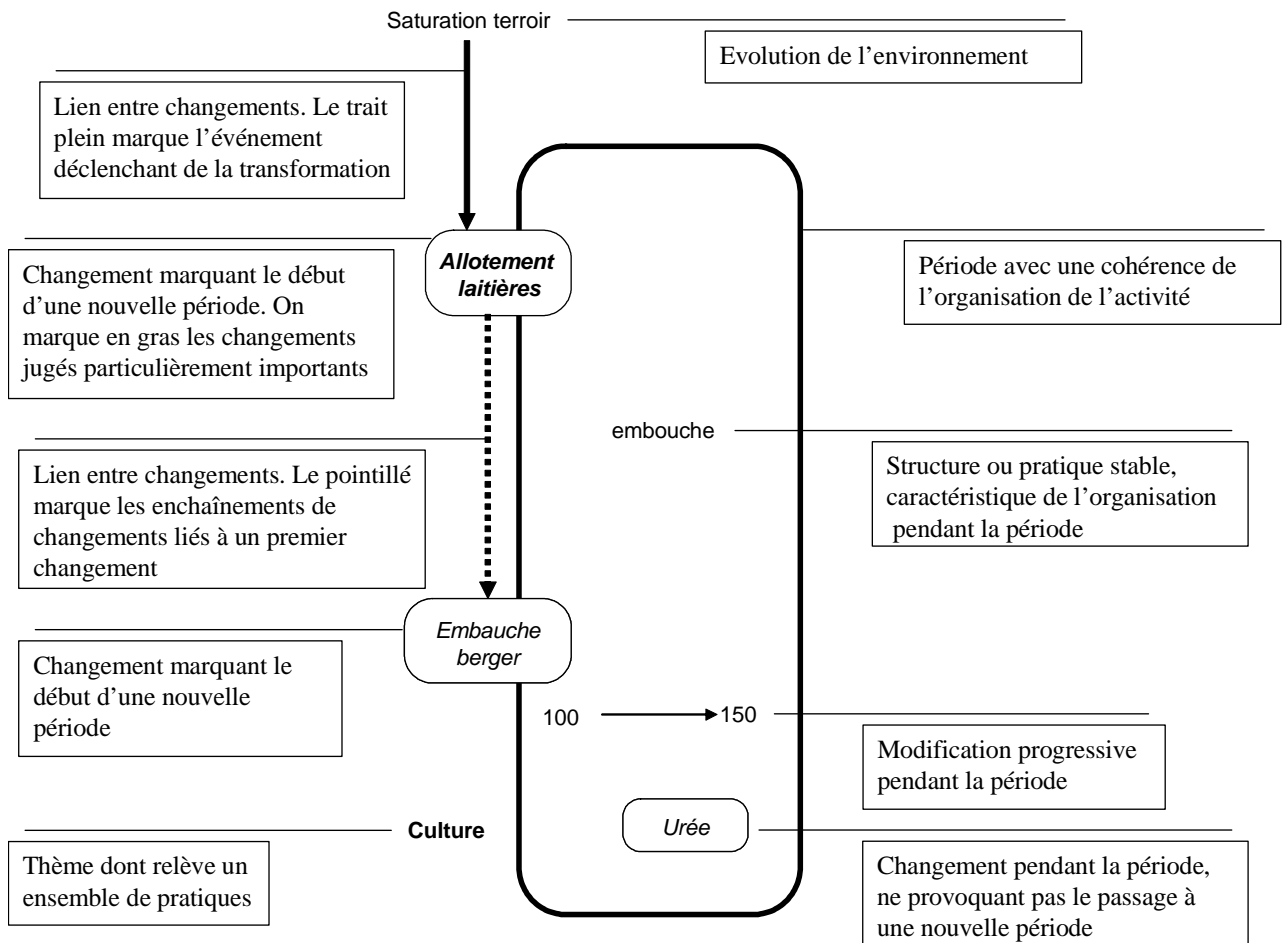 Saturation terroir
Evolution de l’environnement
Lien entre changements. Le trait
plein marque l’événement
déclenchant de la transformation
Allotement
laitières
Changement marquant le début
d’une nouvelle période. On
marque en gras les changements
jugés particulièrement importants
Période avec une cohérence de
l’organisation de l’activité
embouche
Lien entre changements. Le pointillé
marque les enchaînements de
changements liés à un premier
changement
Structure ou pratique stable,
caractéristique de l’organisation
pendant la période
Embauche
berger
Changement marquant le
début d’une nouvelle
période
100
150
Modification progressive
pendant la période
Culture
Urée
Thème dont relève un
ensemble de pratiques
Changement pendant la période,
ne provoquant pas le passage à
une nouvelle période